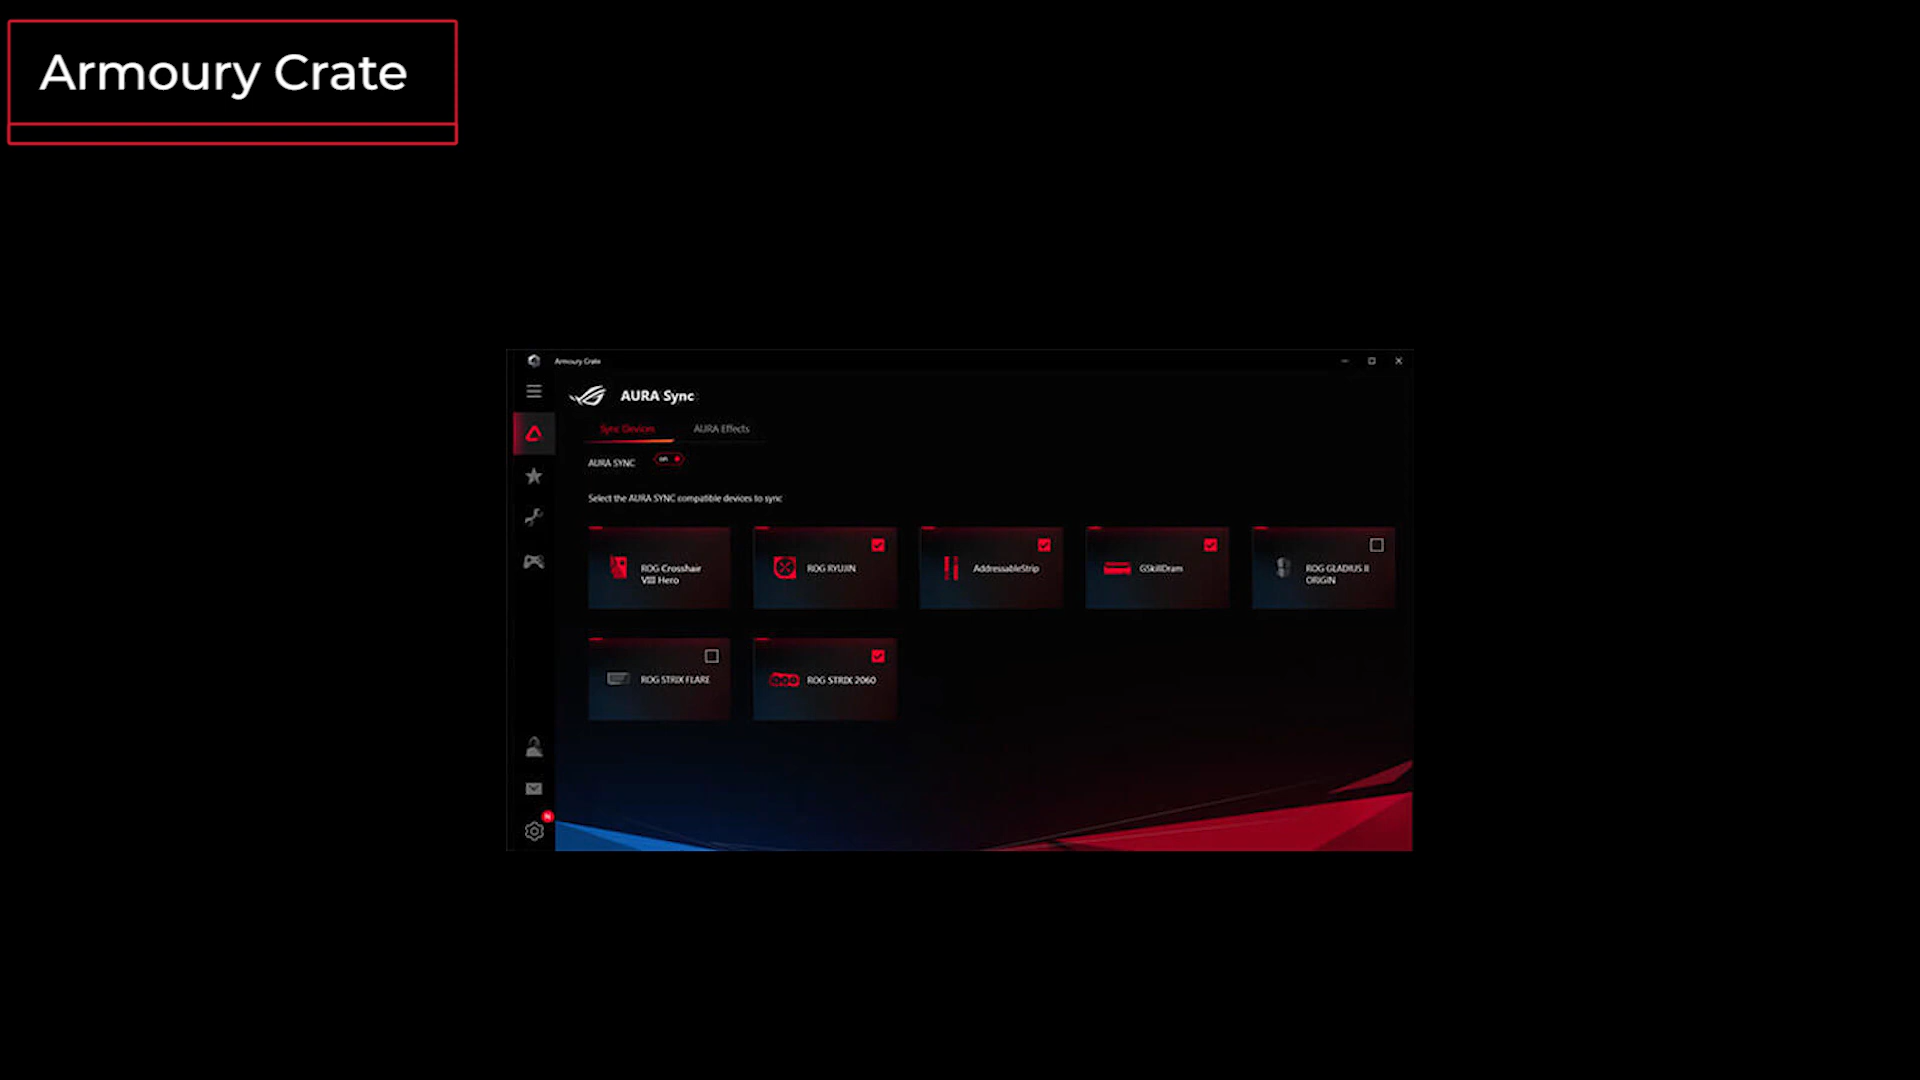 Armoury Crate
Armoury Crate
AURA Sync
Sync Devices
AURA Effects
AURA SYNC
on
Select the AURA SYNC compatible devices to sync
ROG Crosshair
VIII Hero
ROG RYUJIN
AddressableStrip
GSkillDram
ROG GLADIUS II
ORIGIN
ROG STRIX FLARE
ROG STRIX 2060
N